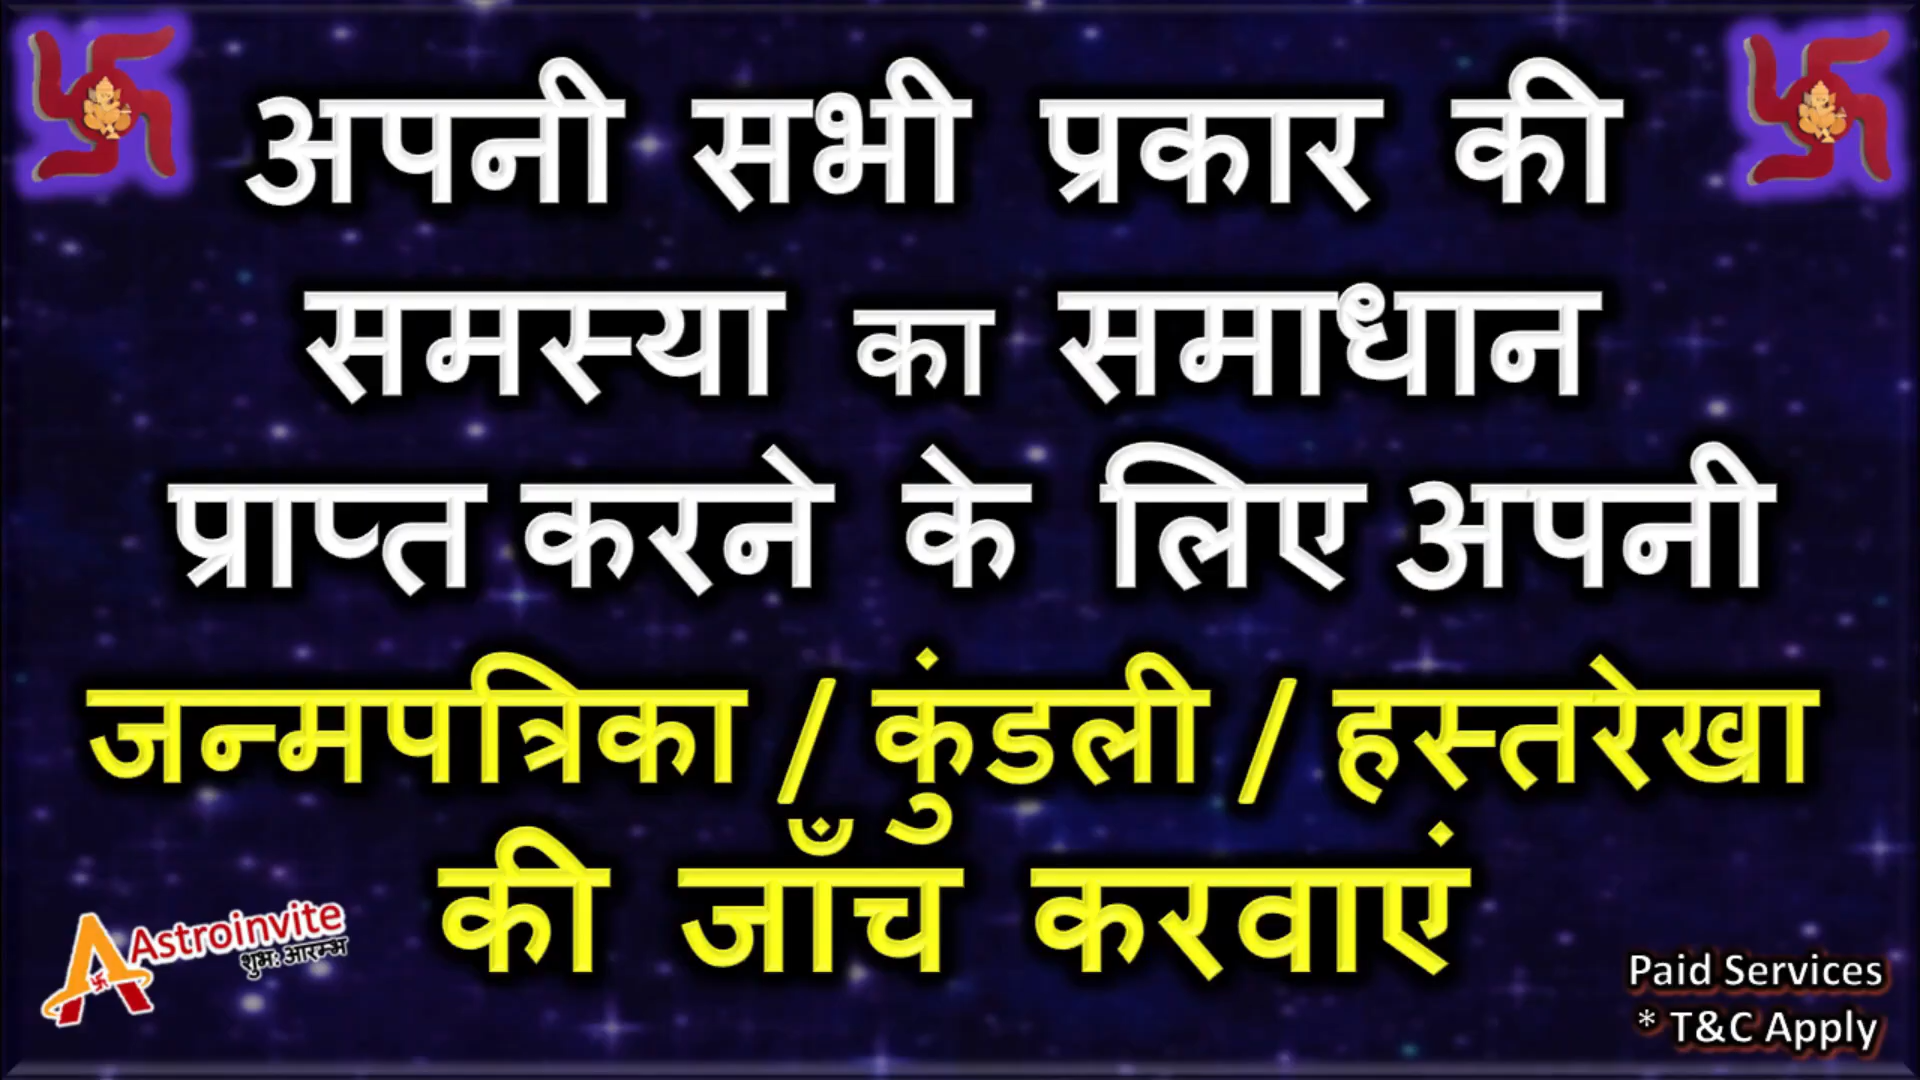 अपनी सभी प्रकार की
समस्या का समाधान
प्राप्त करने के लिए अपनी
जन्मपत्रिका / कुंडली / हस्तरेखा
की जाँच करवाएं
Astroinvite
शुभः आरम्भ
Paid Services
* T&C Apply